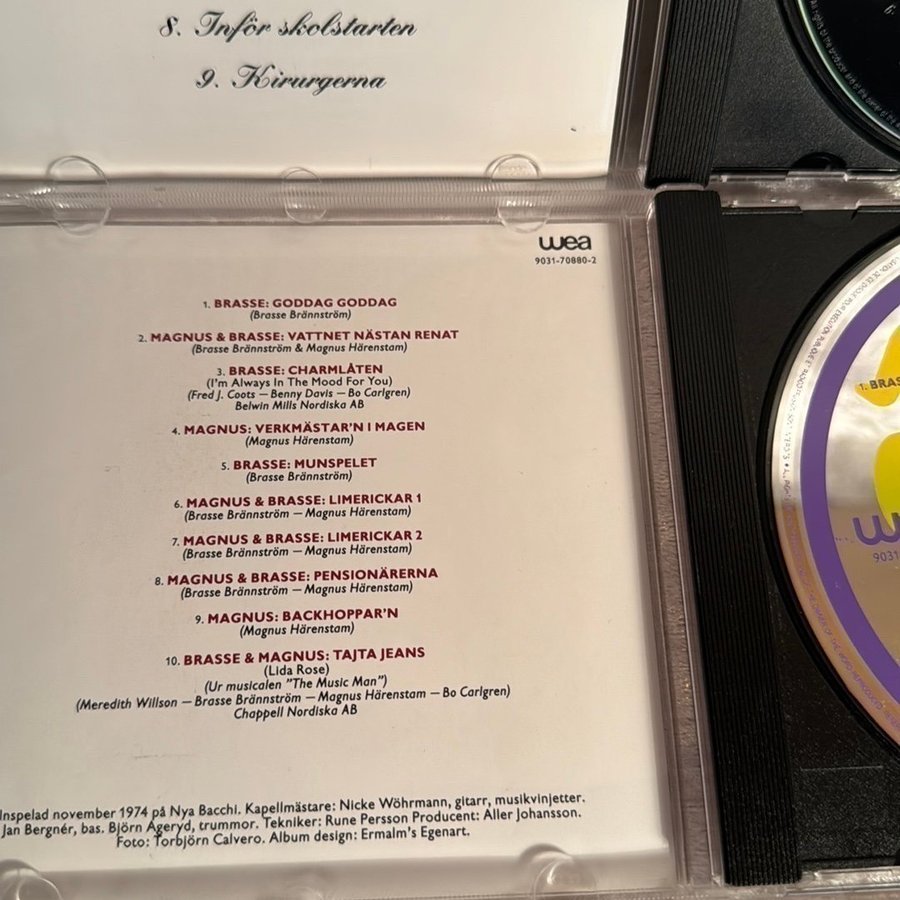 8. Inför skolstarten
9. Kirurgerna
wea
9031-70880-2
1. BRASSE: GODDAG GODDAG
(Brasse Brännström)
2. MAGNUS & BRASSE: VATTNET NÄSTAN RENAT
(Brasse Brännström & Magnus Härenstam)
3. BRASSE: CHARMLÅTEN
(I'm Always In The Mood For You)
(Fred J. Coots – Benny Davis – Bo Carlgren)
Belwin Mills Nordiska AB
4. MAGNUS: VERKMÄSTAR'N I MAGEN
(Magnus Härenstam)
5. BRASSE: MUNSPELET
(Brasse Brännström)
6. MAGNUS & BRASSE: LIMERICKAR 1
(Brasse Brännström – Magnus Härenstam)
7. MAGNUS & BRASSE: LIMERICKAR 2
(Brasse Brännström – Magnus Härenstam)
8. MAGNUS & BRASSE: PENSIONÄRERNA
(Brasse Brännström – Magnus Härenstam)
9. MAGNUS: BACKHOPPAR'N
(Magnus Härenstam)
10. BRASSE & MAGNUS: TAJTA JEANS
(Lida Rose)
(Ur musicalen "The Music Man")
(Meredith Willson – Brasse Brännström – Magnus Härenstam – Bo Carlgren)
Chappell Nordiska AB
Inspelad november 1974 på Nya Bacchi. Kapellmästare: Nicke Wöhrmann, gitarr, musikvinjetter.
Jan Bergnér, bas. Björn Ågeryd, trummor. Tekniker: Rune Persson Producent: Aller Johansson.
Foto: Torbjörn Calvero. Album design: Ermalm's Egenart.
1. BRAS
9031